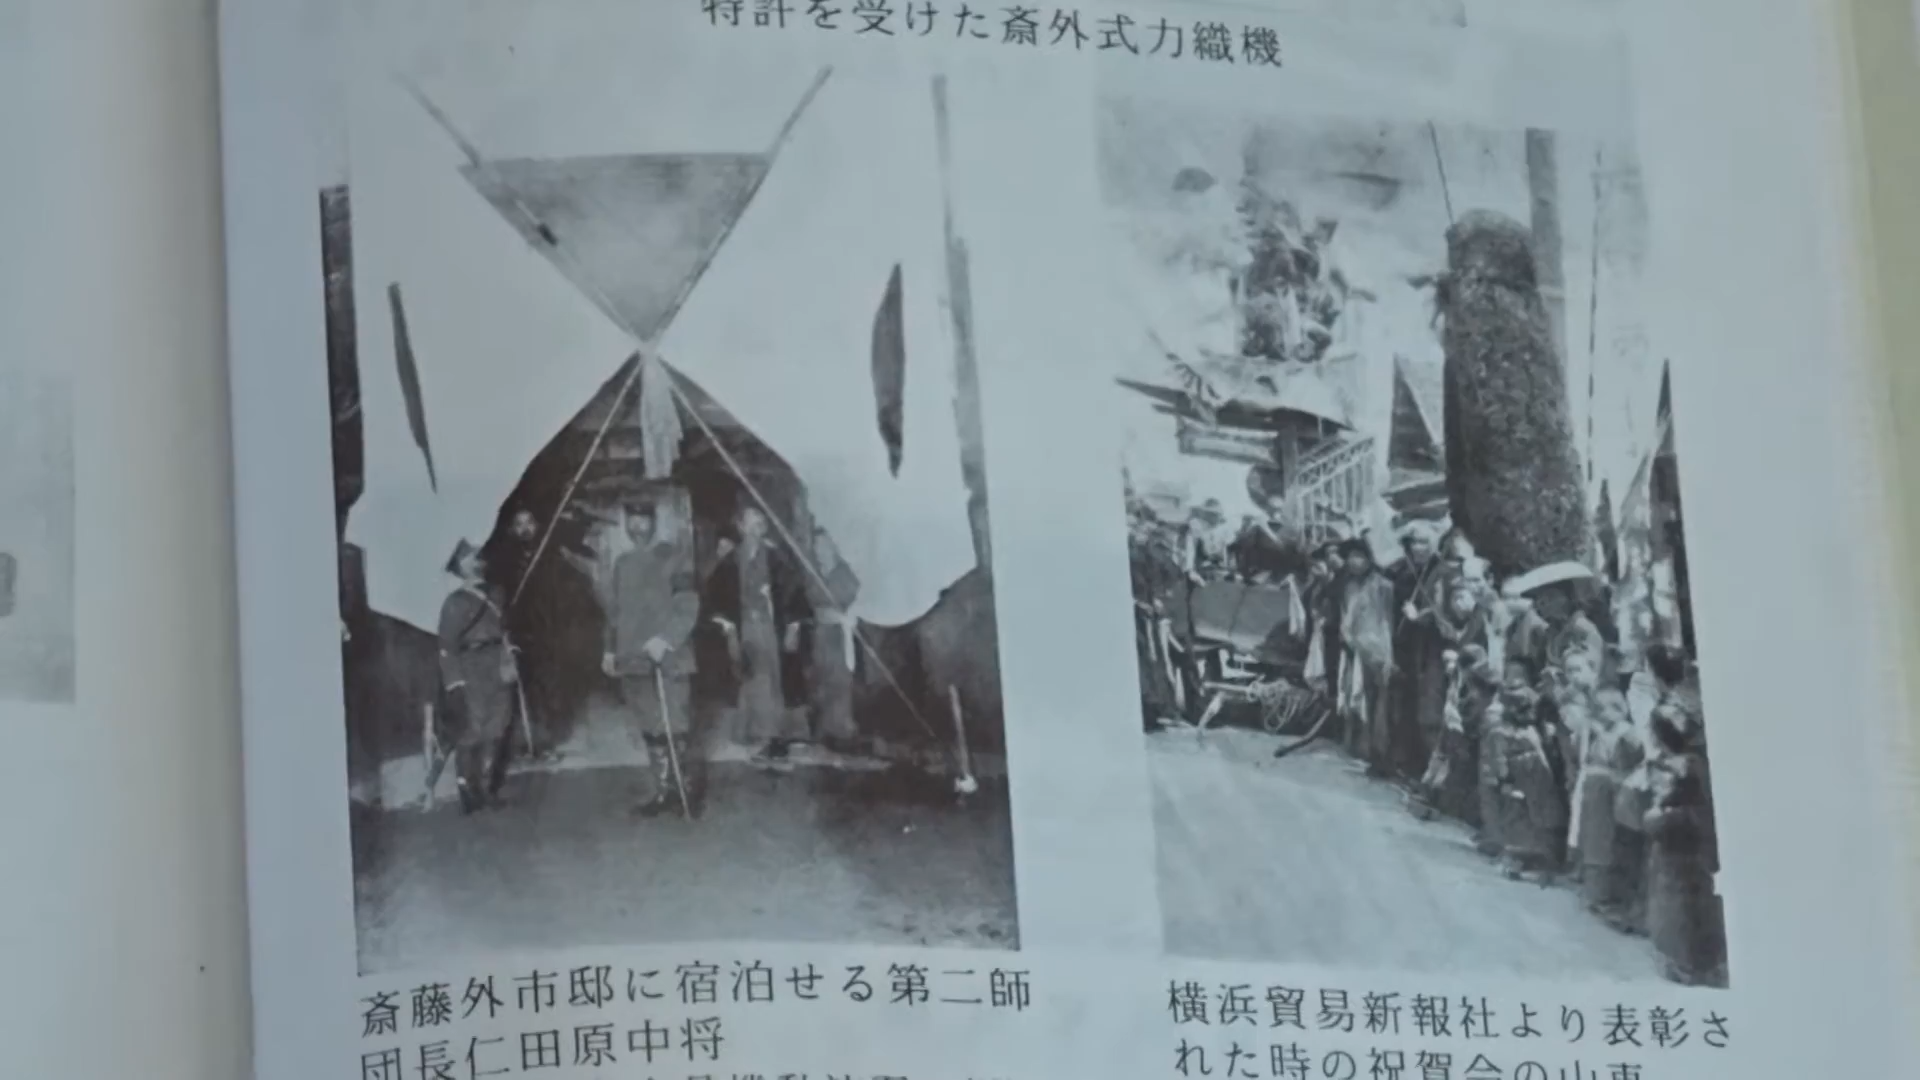 特許を受けた斎外式力織機
斎藤外市邸に宿泊せる第二師
団長仁田原中将
横浜貿易新報社より表彰さ
れた時の祝賀会の山車